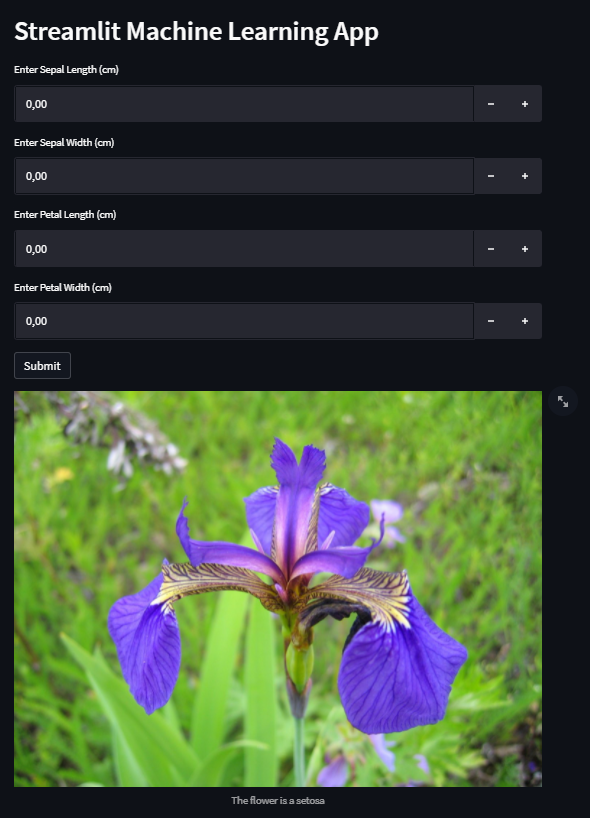 Streamlit Machine Learning App
Enter Sepal Length (cm)
0,00
Enter Sepal Width (cm)
0,00
Enter Petal Length (cm)
0,00
Enter Petal Width (cm)
0,00
Submit
The flower is a setosa